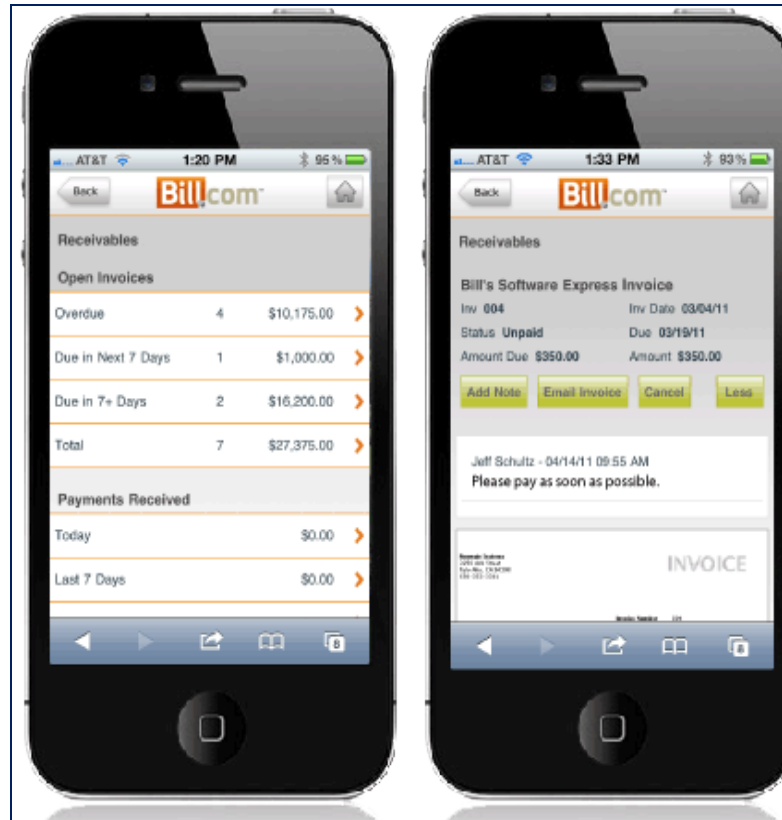 AT&T 1:20 PM 95%
Back Bill.com
Receivables
Open Invoices
Overdue 4 $10,175.00
Due in Next 7 Days 1 $1,000.00
Due in 7+ Days 2 $16,200.00
Total 7 $27,375.00
Payments Received
Today $0.00
Last 7 Days $0.00
8
AT&T 1:33 PM 93%
Back Bill.com
Receivables
Bill's Software Express Invoice
Inv 004 Inv Date 03/04/11
Status Unpaid Due 03/19/11
Amount Due $350.00 Amount $350.00
Add Note Email Invoice Cancel Less
Jeff Schultz - 04/14/11 09:55 AM
Please pay as soon as possible.
INVOICE
8